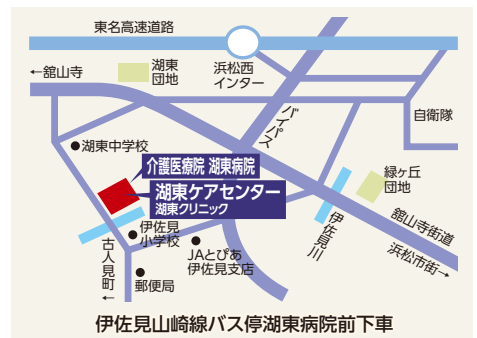 東名高速道路
←舘山寺
湖東
団地
浜松西
インター
バイパス
自衛隊
湖東中学校
介護医療院 湖東病院
湖東ケアセンター
湖東クリニック
緑ヶ丘
団地
伊佐見
小学校
古人見町
←
JAとぴあ
伊佐見支店
伊佐見川
舘山寺街道
浜松市街→
郵便局
伊佐見山崎線バス停湖東病院前下車